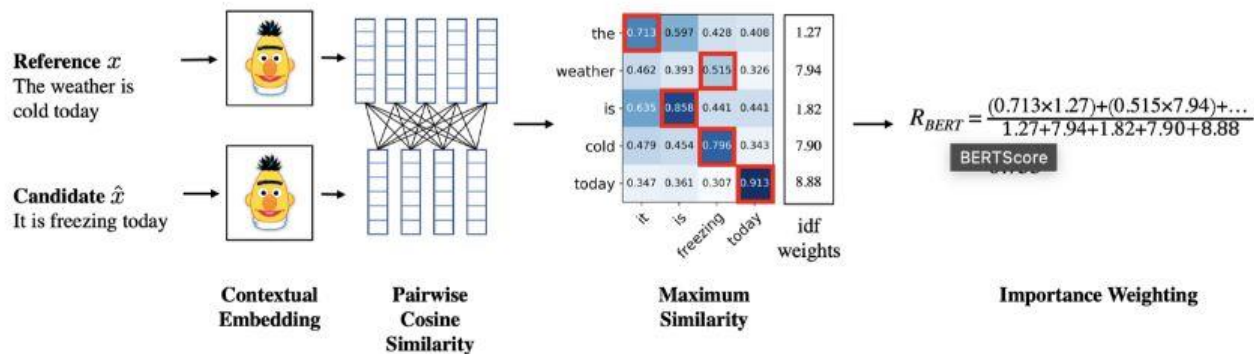 Reference x
The weather is
cold today
Candidate x̂
It is freezing today
Contextual
Embedding
Pairwise
Cosine
Similarity
the 0.713 0.597 0.428 0.408 1.27
weather 0.462 0.393 0.515 0.326 7.94
is 0.635 0.858 0.441 0.441 1.82
cold 0.479 0.454 0.796 0.343 7.90
today 0.347 0.361 0.307 0.913 8.88
it is freezing today
idf
weights
Maximum
Similarity
R_BERT = (0.713×1.27)+(0.515×7.94)+…
1.27+7.94+1.82+7.90+8.88
BERTScore
Importance Weighting